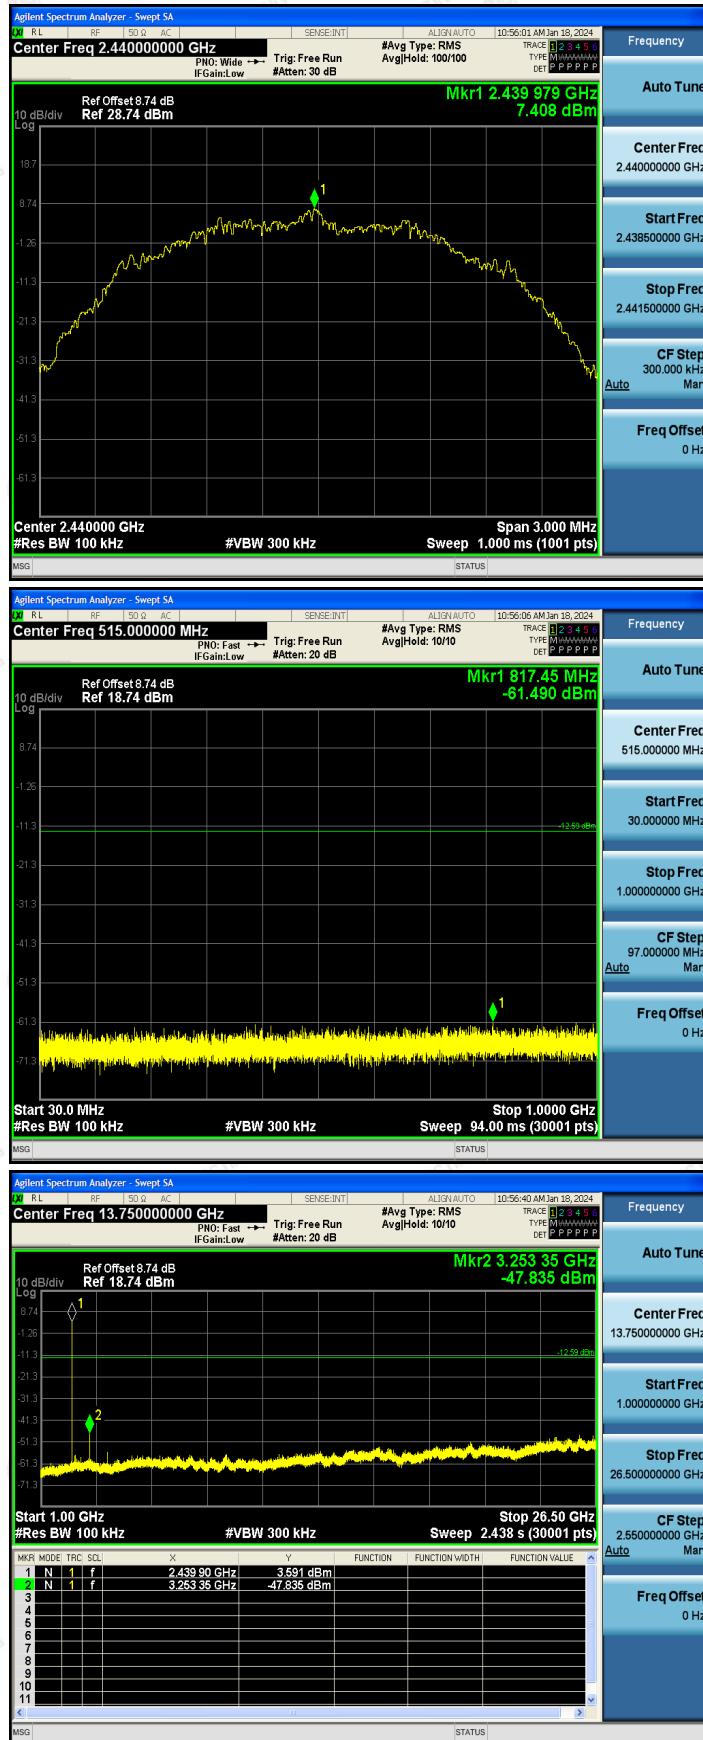 Agilent Spectrum Analyzer - Swept SA
LXI RL RF 50 Ω AC SENSE:INT ALIGNAUTO 10:56:01 AM Jan 18, 2024
Center Freq 2.440000000 GHz
PNO: Wide
IFGain:Low
Trig: Free Run
#Atten: 30 dB
#Avg Type: RMS
Avg|Hold: 100/100
TRACE 1 2 3 4 5 6
TYPE M
DET P P P P P P
Ref Offset 8.74 dB
10 dB/div Ref 28.74 dBm
Log
Mkr1 2.439 979 GHz
7.408 dBm
1
18.7
8.74
-1.26
-11.3
-21.3
-31.3
-41.3
-51.3
-61.3
Center 2.440000 GHz Span 3.000 MHz
#Res BW 100 kHz #VBW 300 kHz Sweep 1.000 ms (1001 pts)
MSG STATUS
Frequency
Auto Tune
Center Freq
2.440000000 GHz
Start Freq
2.438500000 GHz
Stop Freq
2.441500000 GHz
CF Step
300.000 kHz
Auto Man
Freq Offset
0 Hz
Agilent Spectrum Analyzer - Swept SA
LXI RL RF 50 Ω AC SENSE:INT ALIGNAUTO 10:56:06 AM Jan 18, 2024
Center Freq 515.000000 MHz
PNO: Fast
IFGain:Low
Trig: Free Run
#Atten: 20 dB
#Avg Type: RMS
Avg|Hold: 10/10
TRACE 1 2 3 4 5 6
TYPE M
DET P P P P P P
Ref Offset 8.74 dB
10 dB/div Ref 18.74 dBm
Log
Mkr1 817.45 MHz
-61.490 dBm
8.74
-1.26
-11.3
-12.59 dBm
-21.3
-31.3
-41.3
-51.3
1
-61.3
-71.3
Start 30.0 MHz Stop 1.0000 GHz
#Res BW 100 kHz #VBW 300 kHz Sweep 94.00 ms (30001 pts)
MSG STATUS
Frequency
Auto Tune
Center Freq
515.000000 MHz
Start Freq
30.000000 MHz
Stop Freq
1.000000000 GHz
CF Step
97.000000 MHz
Auto Man
Freq Offset
0 Hz
Agilent Spectrum Analyzer - Swept SA
LXI RL RF 50 Ω AC SENSE:INT ALIGNAUTO 10:56:40 AM Jan 18, 2024
Center Freq 13.750000000 GHz
PNO: Fast
IFGain:Low
Trig: Free Run
#Atten: 20 dB
#Avg Type: RMS
Avg|Hold: 10/10
TRACE 1 2 3 4 5 6
TYPE M
DET P P P P P P
Ref Offset 8.74 dB
10 dB/div Ref 18.74 dBm
Log
Mkr2 3.253 35 GHz
-47.835 dBm
1
8.74
-1.26
-11.3
-12.59 dBm
-21.3
-31.3
-41.3
2
-51.3
-61.3
-71.3
Start 1.00 GHz Stop 26.50 GHz
#Res BW 100 kHz #VBW 300 kHz Sweep 2.438 s (30001 pts)
MKR MODE TRC SCL X Y FUNCTION FUNCTION WIDTH FUNCTION VALUE
1 N 1 f 2.439 90 GHz 3.591 dBm
2 N 1 f 3.253 35 GHz -47.835 dBm
3
4
5
6
7
8
9
10
11
MSG STATUS
Frequency
Auto Tune
Center Freq
13.750000000 GHz
Start Freq
1.000000000 GHz
Stop Freq
26.500000000 GHz
CF Step
2.550000000 GHz
Auto Man
Freq Offset
0 Hz